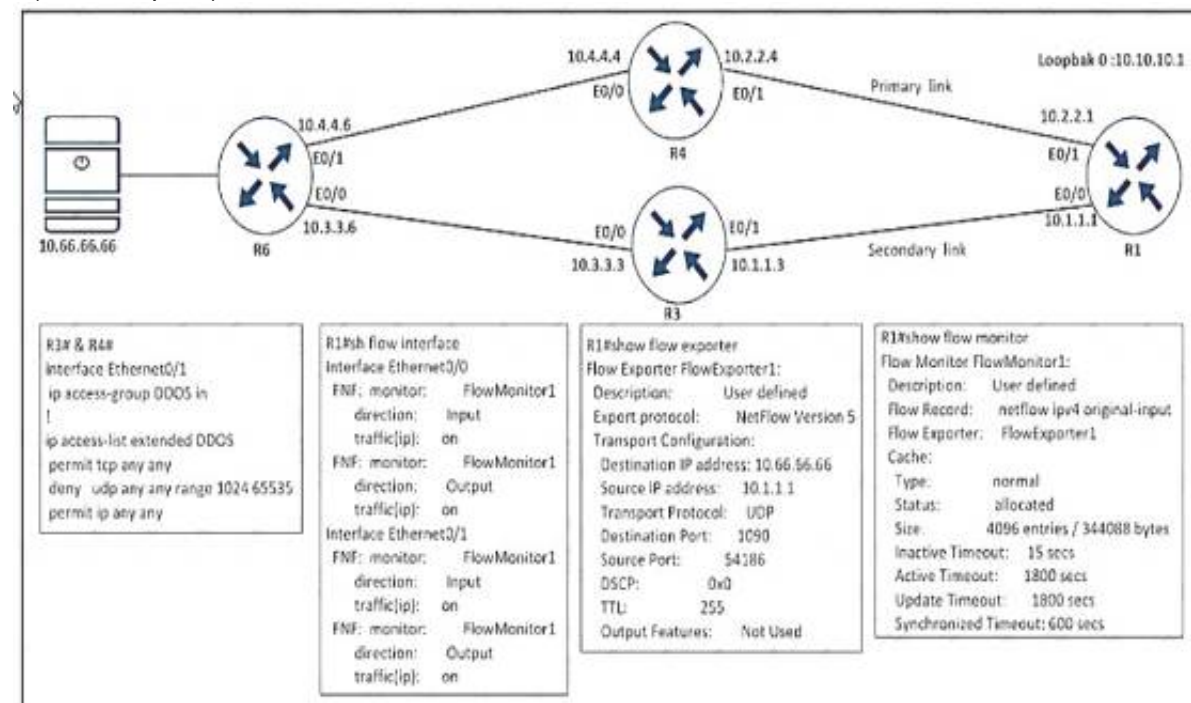 10.4.4.4
10.2.2.4
Loopbak 0 :10.10.10.1
E0/0
E0/1
Primary link
10.4.4.6
10.2.2.1
E0/1
R4
E0/1
E0/0
E0/0
E0/1
E0/0
10.3.3.6
10.1.1.1
10.66.66.66
R6
10.3.3.3
10.1.1.3
Secondary link
R1
R3
R3# & R4#
interface Ethernet0/1
ip access-group DDOS in
!
ip access-list extended DDOS
permit tcp any any
deny udp any any range 1024 65535
permit ip any any
R1#sh flow interface
Interface Ethernet0/0
FNF: monitor: FlowMonitor1
direction: Input
traffic(ip): on
FNF: monitor: FlowMonitor1
direction: Output
traffic(ip): on
Interface Ethernet0/1
FNF: monitor: FlowMonitor1
direction: Input
traffic(ip): on
FNF: monitor: FlowMonitor1
direction: Output
traffic(ip): on
R1#show flow exporter
Flow Exporter FlowExporter1:
Description: User defined
Export protocol: NetFlow Version 5
Transport Configuration:
Destination IP address: 10.66.66.66
Source IP address: 10.1.1.1
Transport Protocol: UDP
Destination Port: 1090
Source Port: 54186
DSCP: 0x0
TTL: 255
Output Features: Not Used
R1#show flow monitor
Flow Monitor FlowMonitor1:
Description: User defined
Flow Record: netflow ipv4 original-input
Flow Exporter: FlowExporter1
Cache:
Type: normal
Status: allocated
Size: 4096 entries / 344088 bytes
Inactive Timeout: 15 secs
Active Timeout: 1800 secs
Update Timeout: 1800 secs
Synchronized Timeout: 600 secs